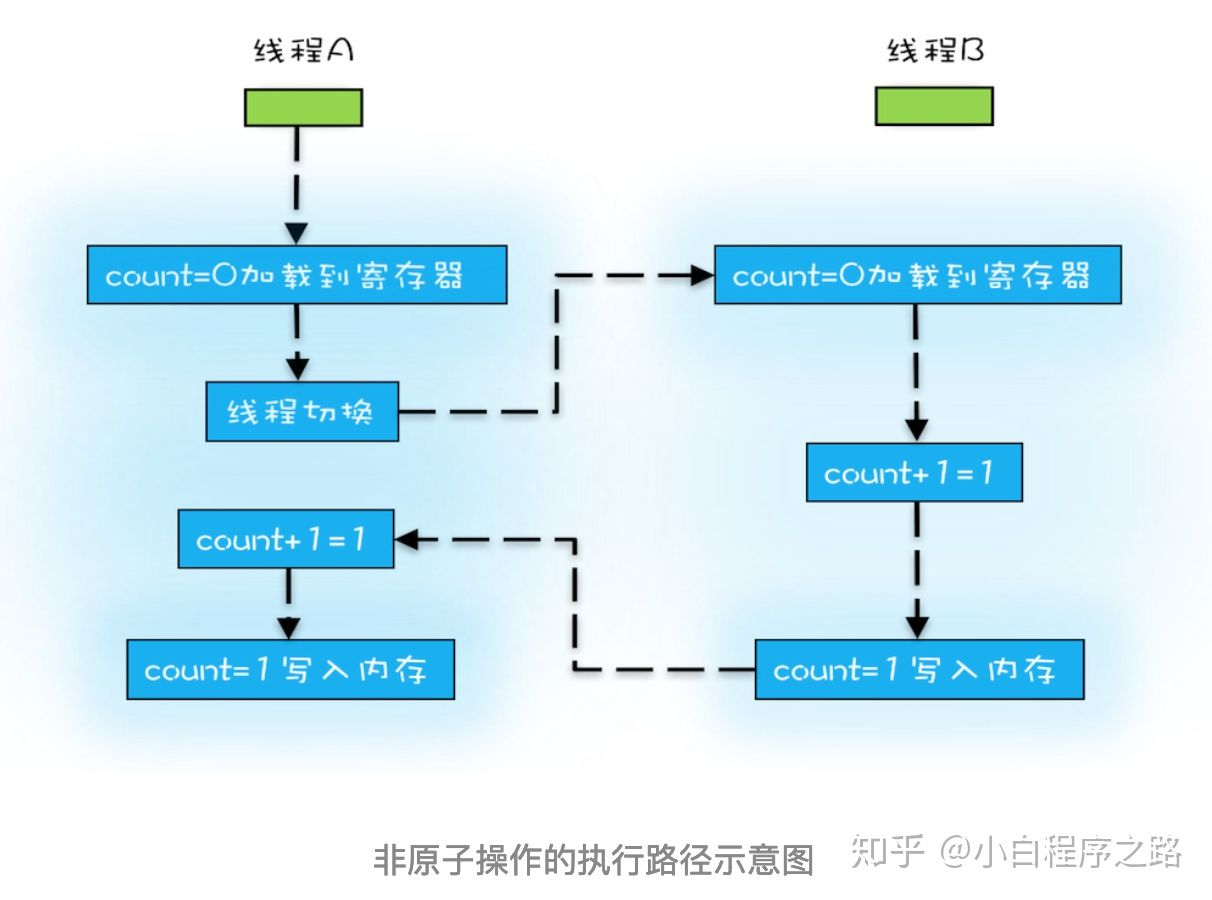 线程A
线程B
count=0加载到寄存器
count=0加载到寄存器
线程切换
count+1=1
count+1=1
count=1写入内存
count=1写入内存
非原子操作的执行路径示意图
知乎 @小白程序之路